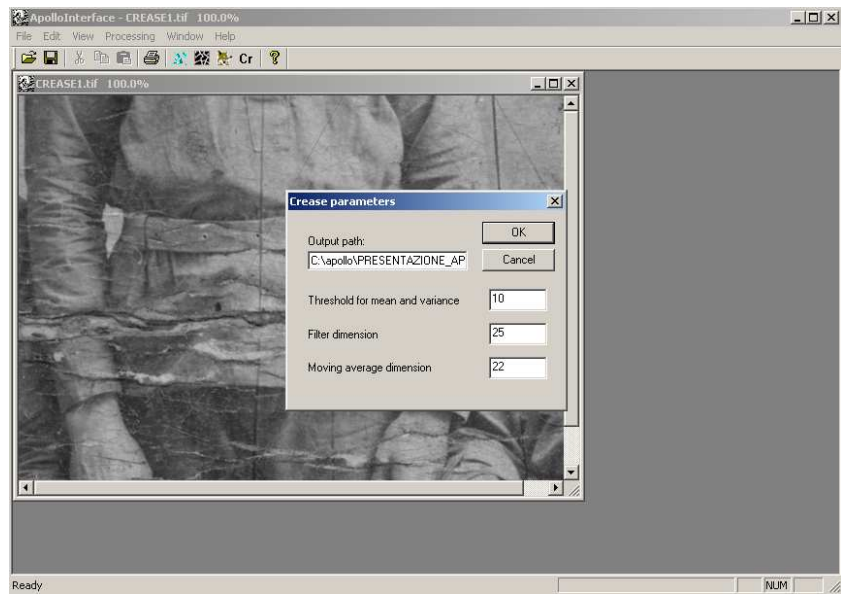 ApolloInterface - CREASE1.tif 100.0%
File Edit View Processing Window Help
Cr
CREASE1.tif 100.0%
Crease parameters
Output path:
OK
C:\apollo\PRESENTAZIONE_AP
Cancel
Threshold for mean and variance
10
Filter dimension
25
Moving average dimension
22
Ready
NUM